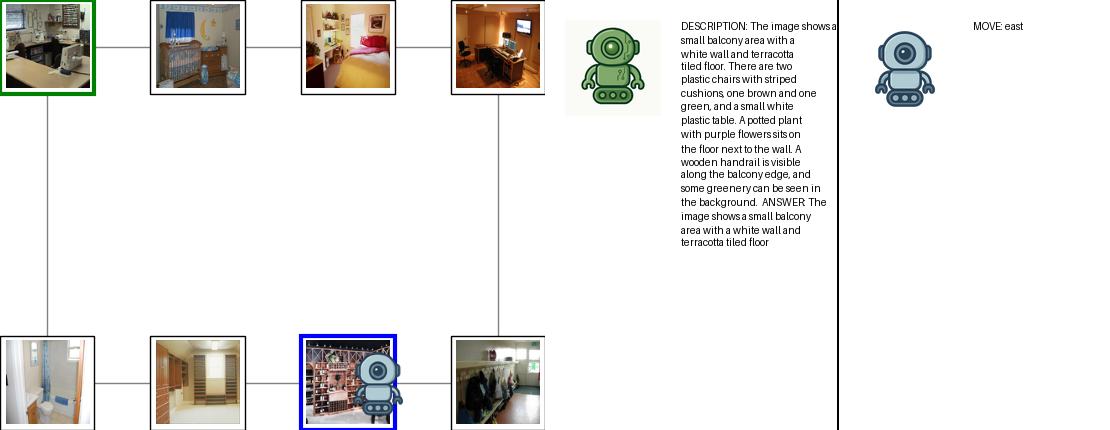 DESCRIPTION: The image shows a
small balcony area with a
white wall and terracotta
tiled floor. There are two
plastic chairs with striped
cushions, one brown and one
green, and a small white
plastic table. A potted plant
with purple flowers sits on
the floor next to the wall. A
wooden handrail is visible
along the balcony edge, and
some greenery can be seen in
the background.  ANSWER: The
image shows a small balcony
area with a white wall and
terracotta tiled floor
MOVE: east